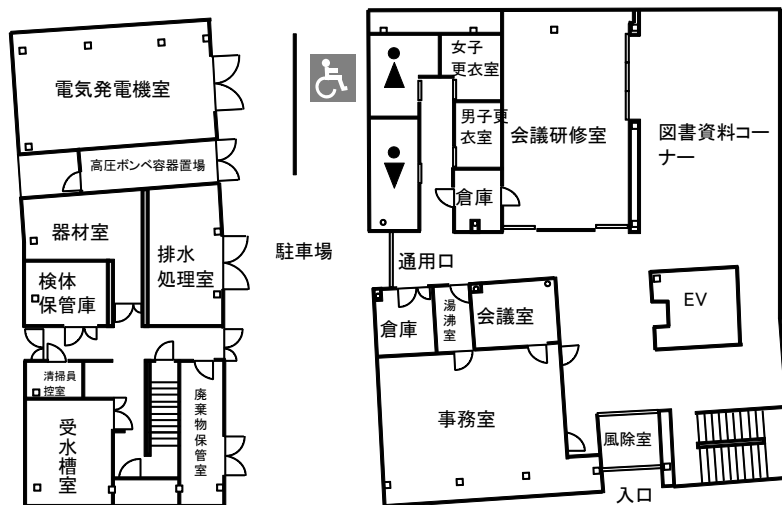 電気発電機室
高圧ボンベ容器置場
器材室
検体
保管庫
排水
処理室
清掃員
控室
受水槽室
廃棄物保管室
駐車場
女子
更衣室
男子更
衣室
倉庫
会議研修室
図書資料コー
ナー
通用口
倉庫
湯沸室
会議室
EV
事務室
風除室
入口